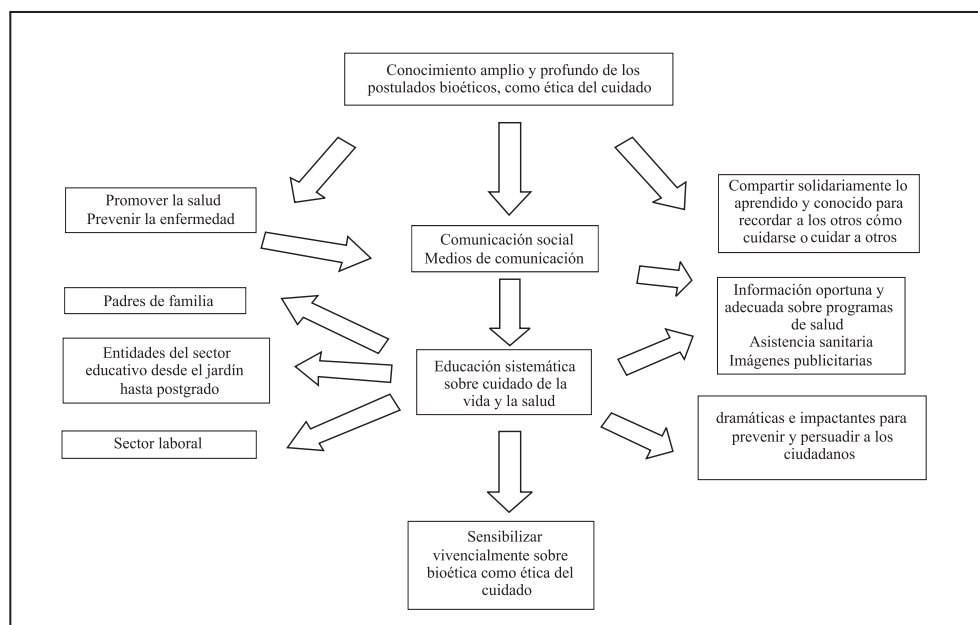 Conocimiento amplio y profundo de los
postulados bioéticos, como ética del cuidado
Promover la salud
Prevenir la enfermedad
Compartir solidariamente lo
aprendido y conocido para
recordar a los otros cómo
cuidarse o cuidar a otros
Comunicación social
Medios de comunicación
Padres de familia
Información oportuna y
adecuada sobre programas
de salud
Asistencia sanitaria
Imágenes publicitarias
Entidades del sector
educativo desde el jardín
hasta postgrado
Educación sistemática
sobre cuidado de la
vida y la salud
Sector laboral
dramáticas e impactantes para
prevenir y persuadir a los
ciudadanos
Sensibilizar
vivencialmente sobre
bioética como ética del
cuidado